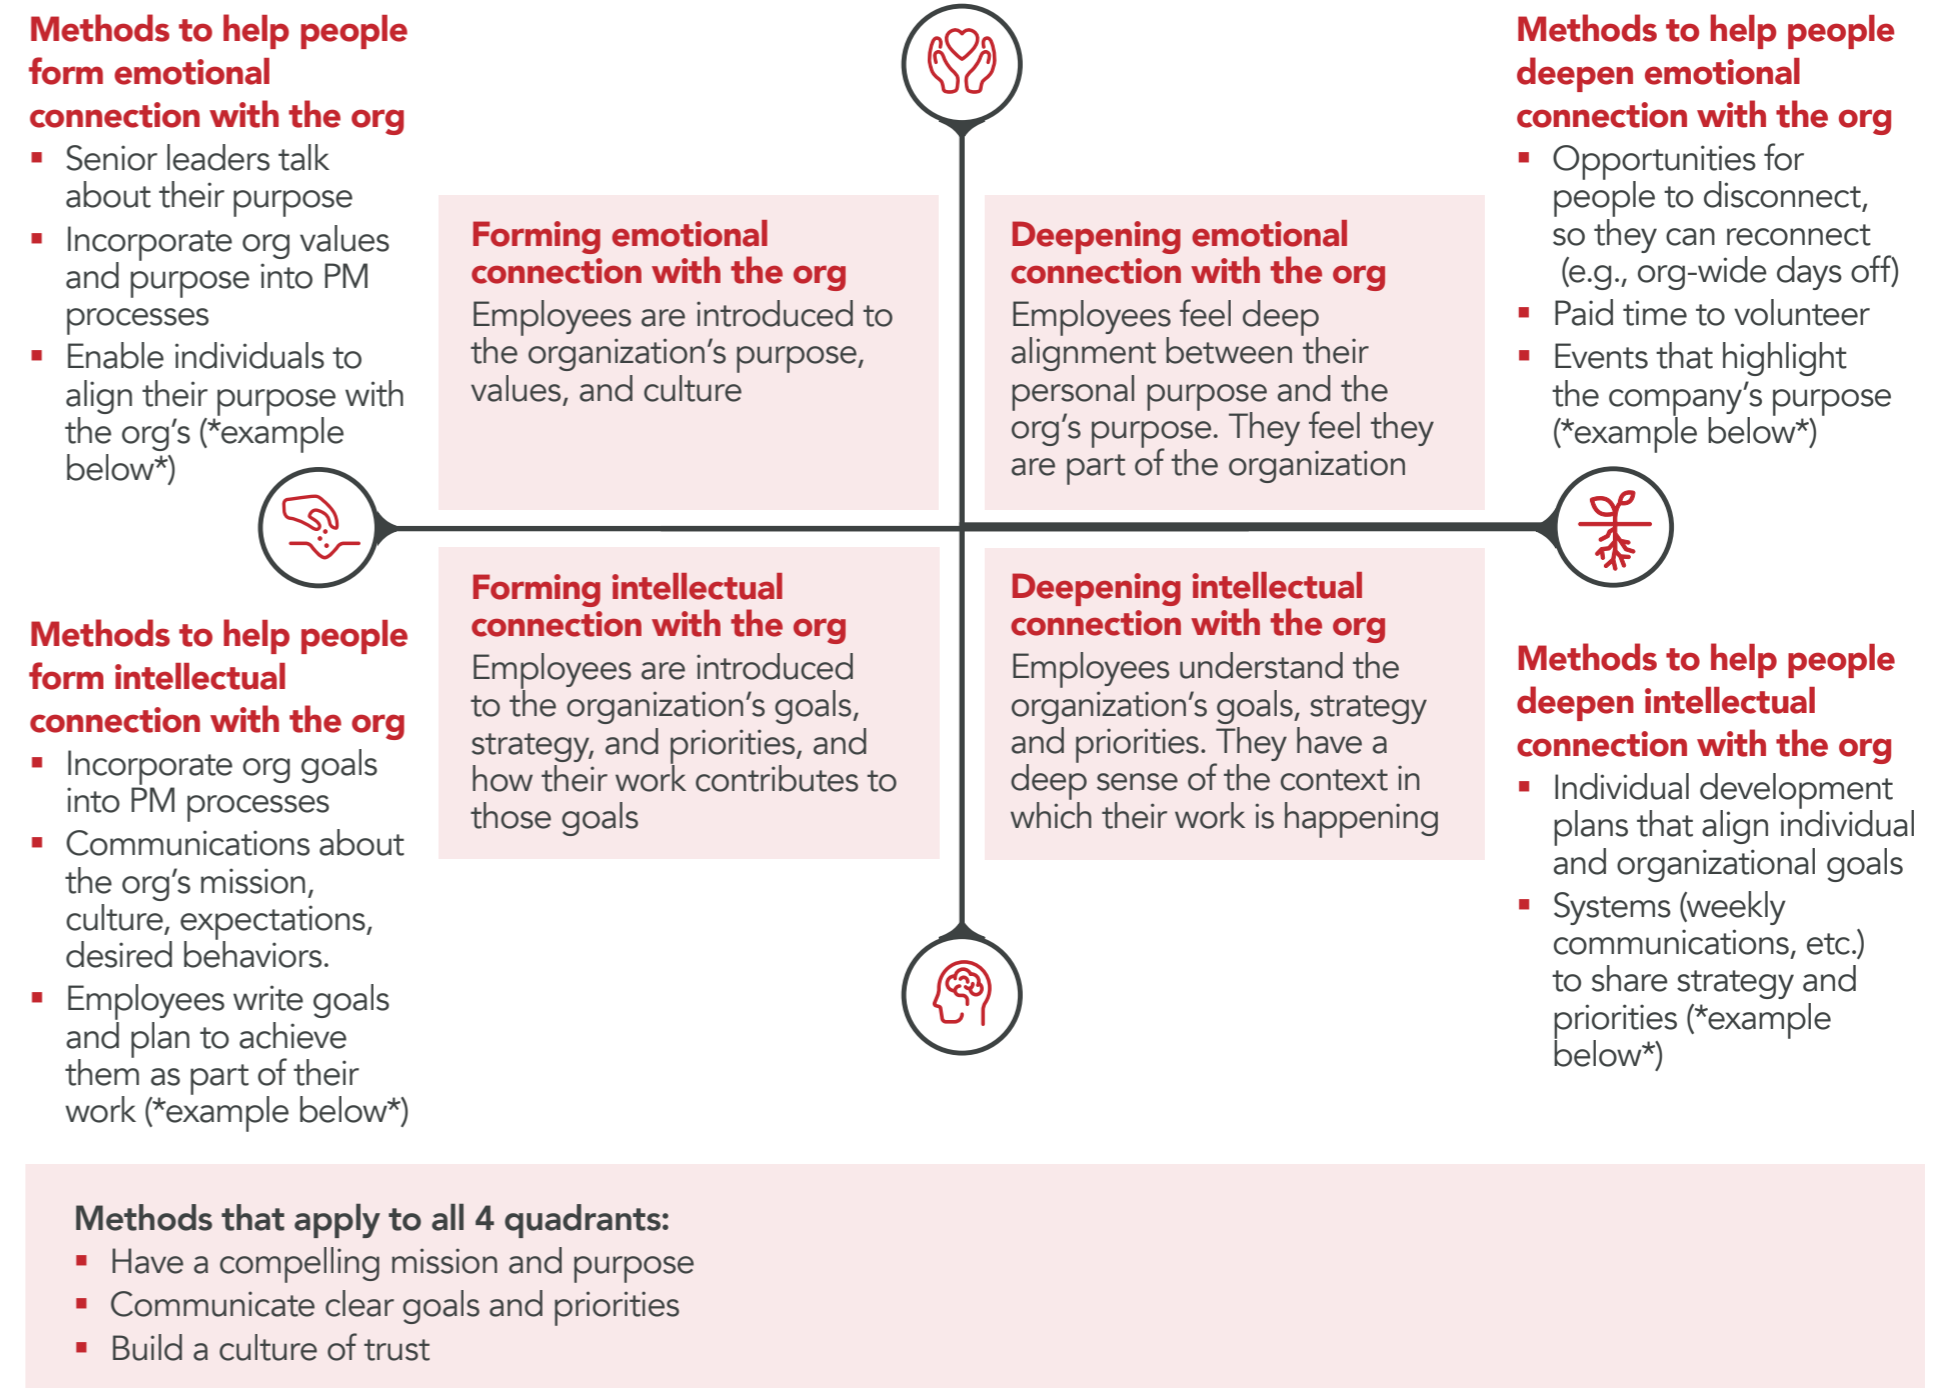 Methods to help people
form emotional
connection with the org
▪ Senior leaders talk
about their purpose
▪ Incorporate org values
and purpose into PM
processes
▪ Enable individuals to
align their purpose with
the org's (*example
below*)
Forming emotional
connection with the org
Employees are introduced to
the organization's purpose,
values, and culture
Deepening emotional
connection with the org
Employees feel deep
alignment between their
personal purpose and the
org's purpose. They feel they
are part of the organization
Methods to help people
deepen emotional
connection with the org
▪ Opportunities for
people to disconnect,
so they can reconnect
(e.g., org-wide days off)
▪ Paid time to volunteer
▪ Events that highlight
the company's purpose
(*example below*)
Methods to help people
form intellectual
connection with the org
▪ Incorporate org goals
into PM processes
▪ Communications about
the org's mission,
culture, expectations,
desired behaviors.
▪ Employees write goals
and plan to achieve
them as part of their
work (*example below*)
Forming intellectual
connection with the org
Employees are introduced
to the organization's goals,
strategy, and priorities, and
how their work contributes to
those goals
Deepening intellectual
connection with the org
Employees understand the
organization's goals, strategy
and priorities. They have a
deep sense of the context in
which their work is happening
Methods to help people
deepen intellectual
connection with the org
▪ Individual development
plans that align individual
and organizational goals
▪ Systems (weekly
communications, etc.)
to share strategy and
priorities (*example
below*)
Methods that apply to all 4 quadrants:
▪ Have a compelling mission and purpose
▪ Communicate clear goals and priorities
▪ Build a culture of trust